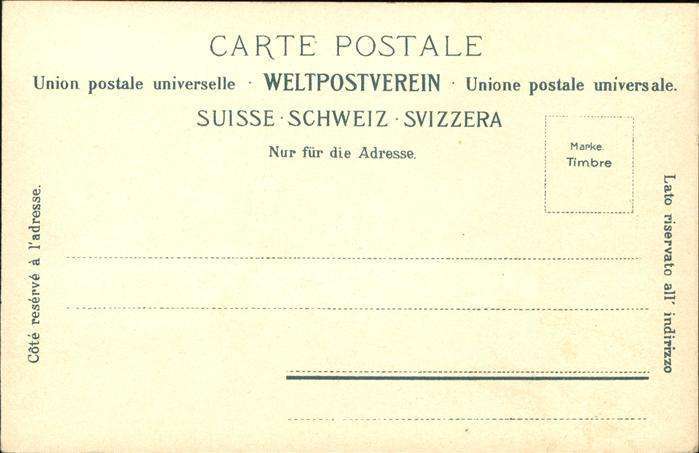 CARTE POSTALE
Union postale universelle · WELTPOSTVEREIN · Unione postale universale.
SUISSE · SCHWEIZ · SVIZZERA
Nur für die Adresse.
Marke.
Timbre
Côté resérvé à l'adresse.
Lato riservato all' indirizzo